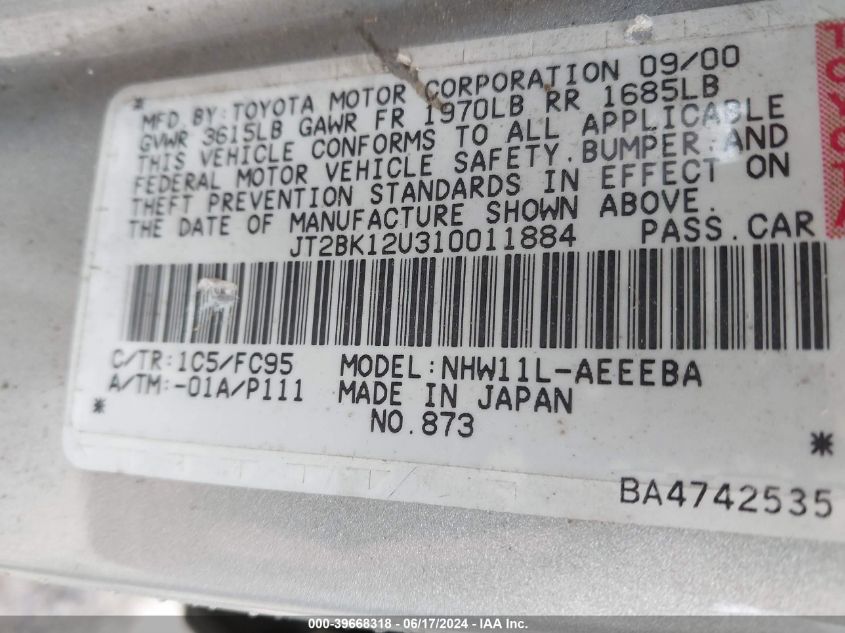 * MFD. BY: TOYOTA MOTOR CORPORATION 09/00
GVWR 3615LB GAWR FR 1970LB RR 1685LB
THIS VEHICLE CONFORMS TO ALL APPLICABLE
FEDERAL MOTOR VEHICLE SAFETY, BUMPER, AND
THEFT PREVENTION STANDARDS IN EFFECT ON
THE DATE OF MANUFACTURE SHOWN ABOVE.
JT2BK12U310011884 PASS. CAR
C/TR: 1C5/FC95 MODEL: NHW11L-AEEEBA
A/TM: -01A/P111 MADE IN JAPAN
* NO. 873 *
BA4742535
TOYOTA
000-39668318 - 06/17/2024 - WWW.IAAI.COM